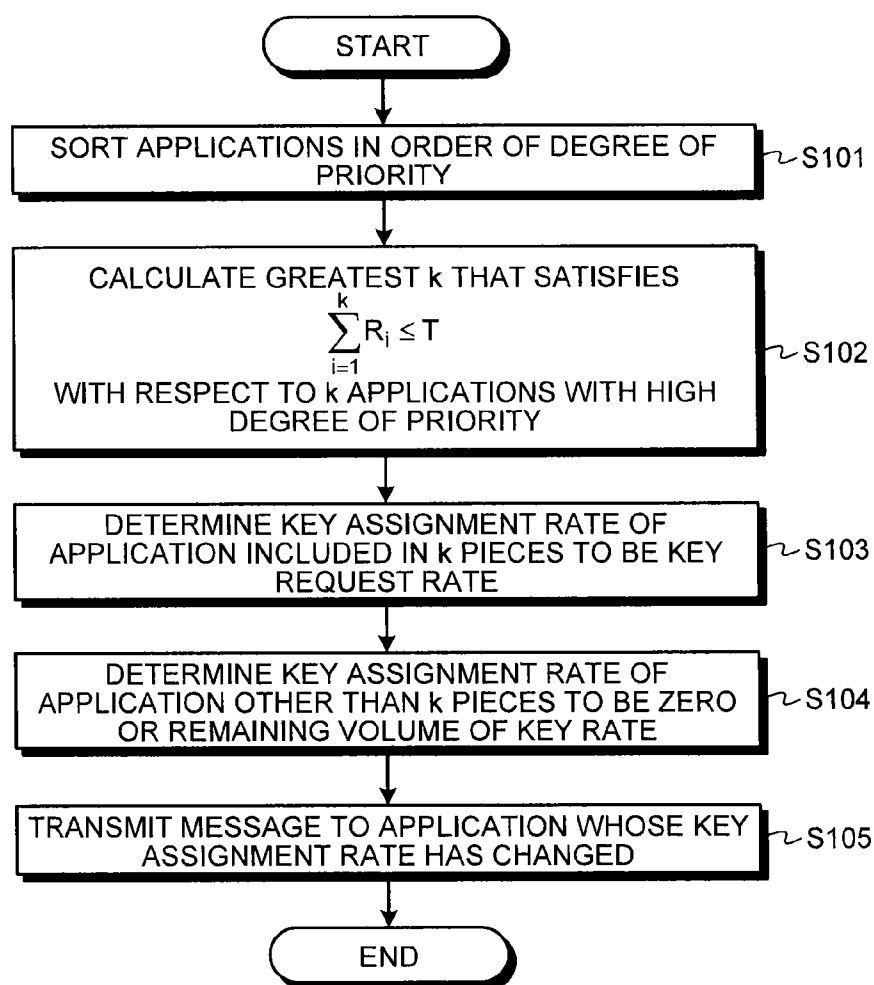 START
SORT APPLICATIONS IN ORDER OF DEGREE OF
PRIORITY
S101
CALCULATE GREATEST k THAT SATISFIES
k
∑ Ri ≤ T
i=1
WITH RESPECT TO k APPLICATIONS WITH HIGH
DEGREE OF PRIORITY
S102
DETERMINE KEY ASSIGNMENT RATE OF
APPLICATION INCLUDED IN k PIECES TO BE KEY
REQUEST RATE
S103
DETERMINE KEY ASSIGNMENT RATE OF
APPLICATION OTHER THAN k PIECES TO BE ZERO
OR REMAINING VOLUME OF KEY RATE
S104
TRANSMIT MESSAGE TO APPLICATION WHOSE KEY
ASSIGNMENT RATE HAS CHANGED
S105
END